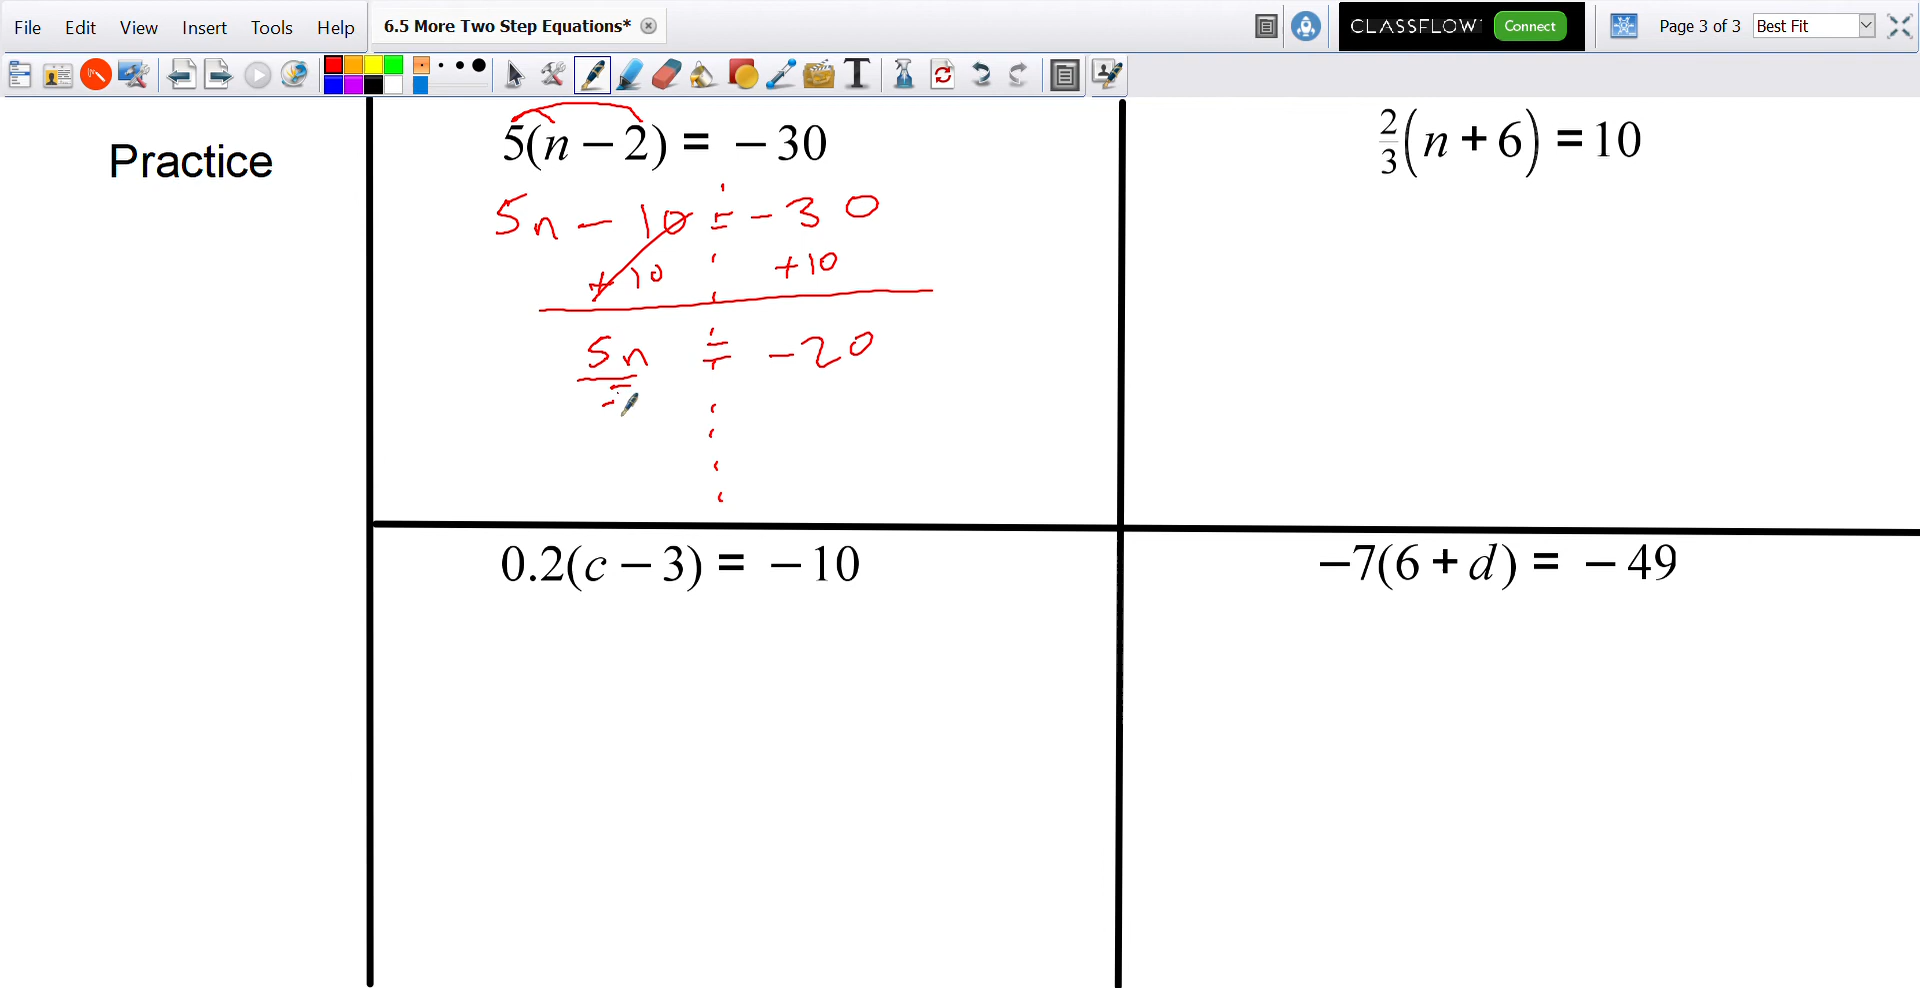 File Edit View Insert Tools Help 6.5 More Two Step Equations* CLASSFLOW Connect Page 3 of 3 Best Fit
T
Practice
5(n − 2) = − 30
5n − 10 = − 30
+ 10 +10
5n = −20
2/3(n + 6) = 10
0.2(c − 3) = − 10
−7(6 + d) = − 49